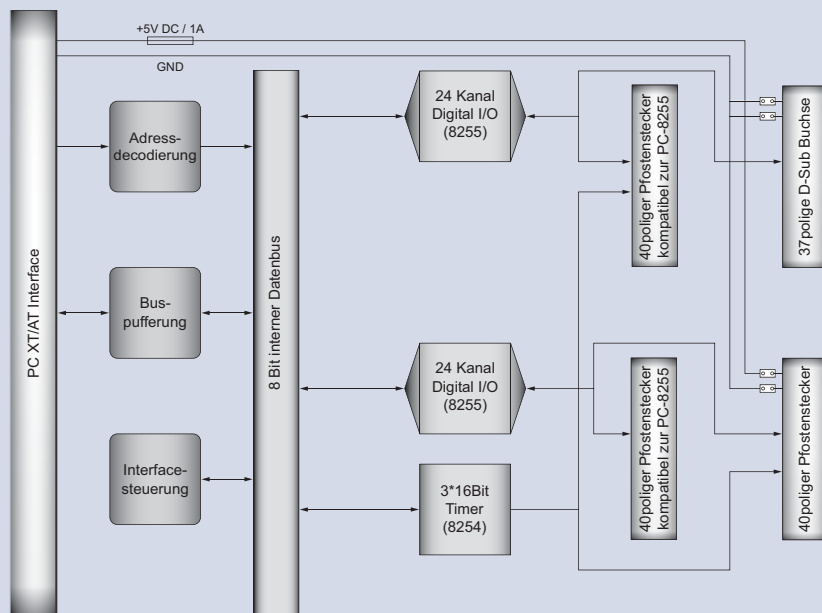 +5V DC / 1A
GND
PC XT/AT Interface
Adress-
decodierung
Bus-
pufferung
Interface-
steuerung
8 Bit interner Datenbus
24 Kanal
Digital I/O
(8255)
24 Kanal
Digital I/O
(8255)
3*16Bit
Timer
(8254)
40poliger Pfostenstecker
kompatibel zur PC-8255
40poliger Pfostenstecker
kompatibel zur PC-8255
37polige D-Sub Buchse
40poliger Pfostenstecker